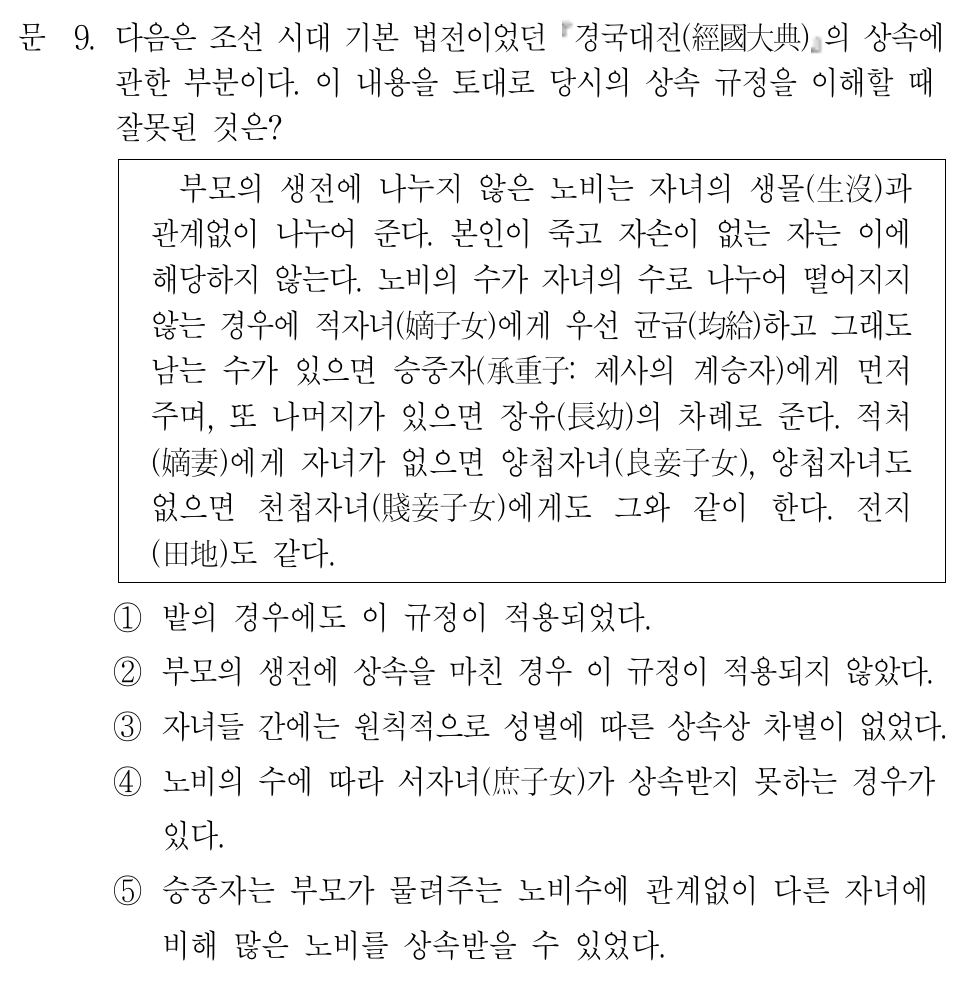 문 9. 다음은 조선 시대 기본 법전이었던 『경국대전(經國大典)』의 상속에
관한 부분이다. 이 내용을 토대로 당시의 상속 규정을 이해할 때
잘못된 것은?
부모의 생전에 나누지 않은 노비는 자녀의 생몰(生沒)과
관계없이 나누어 준다. 본인이 죽고 자손이 없는 자는 이에
해당하지 않는다. 노비의 수가 자녀의 수로 나누어 떨어지지
않는 경우에 적자녀(嫡子女)에게 우선 균급(均給)하고 그래도
남는 수가 있으면 승중자(承重子: 제사의 계승자)에게 먼저
주며, 또 나머지가 있으면 장유(長幼)의 차례로 준다. 적처
(嫡妻)에게 자녀가 없으면 양첩자녀(良妾子女), 양첩자녀도
없으면 천첩자녀(賤妾子女)에게도 그와 같이 한다. 전지
(田地)도 같다.
① 밭의 경우에도 이 규정이 적용되었다.
② 부모의 생전에 상속을 마친 경우 이 규정이 적용되지 않았다.
③ 자녀들 간에는 원칙적으로 성별에 따른 상속상 차별이 없었다.
④ 노비의 수에 따라 서자녀(庶子女)가 상속받지 못하는 경우가
있다.
⑤ 승중자는 부모가 물려주는 노비수에 관계없이 다른 자녀에
비해 많은 노비를 상속받을 수 있었다.